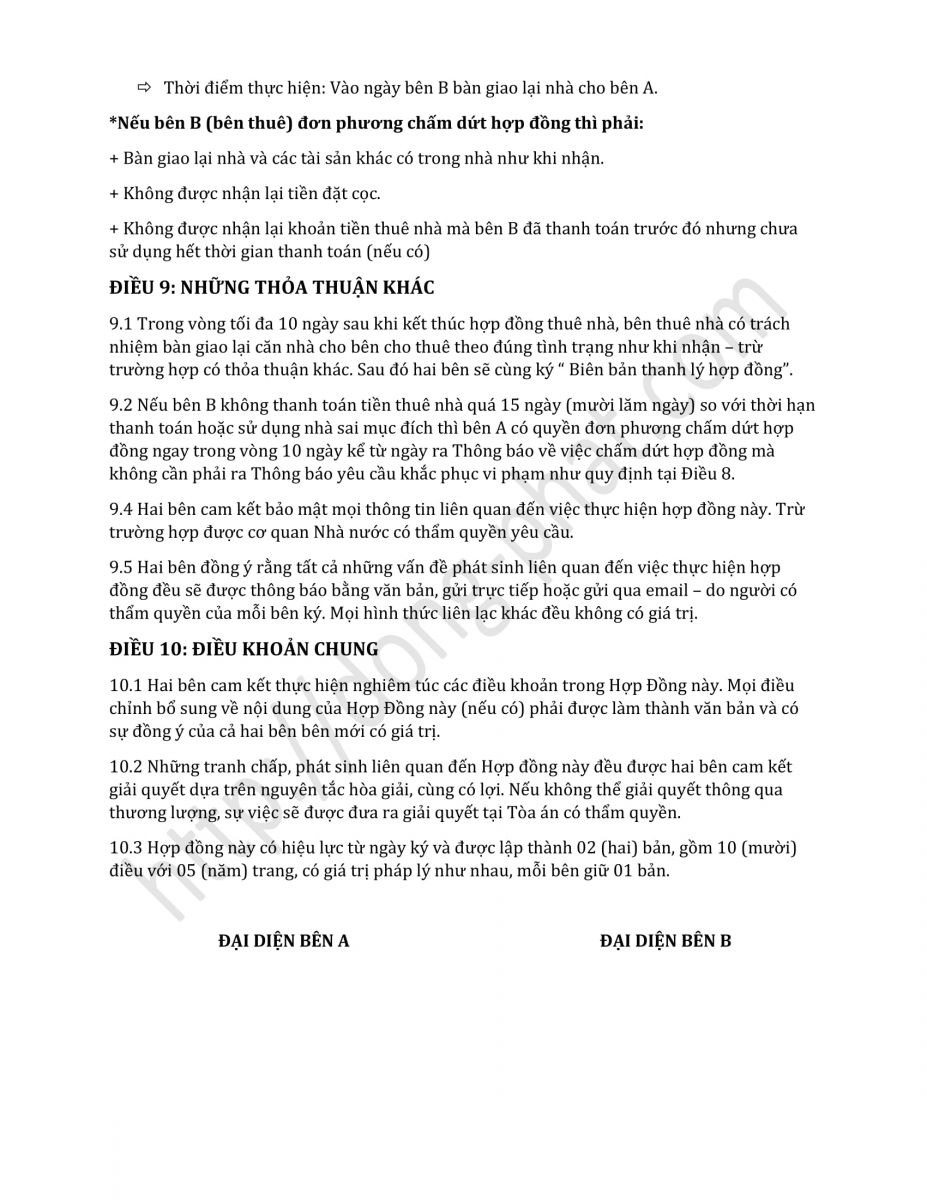 ⇨ Thời điểm thực hiện: Vào ngày bên B bàn giao lại nhà cho bên A.
*Nếu bên B (bên thuê) đơn phương chấm dứt hợp đồng thì phải:
+ Bàn giao lại nhà và các tài sản khác có trong nhà như khi nhận.
+ Không được nhận lại tiền đặt cọc.
+ Không được nhận lại khoản tiền thuê nhà mà bên B đã thanh toán trước đó nhưng chưa
sử dụng hết thời gian thanh toán (nếu có)
ĐIỀU 9: NHỮNG THỎA THUẬN KHÁC
9.1 Trong vòng tối đa 10 ngày sau khi kết thúc hợp đồng thuê nhà, bên thuê nhà có trách
nhiệm bàn giao lại căn nhà cho bên cho thuê theo đúng tình trạng như khi nhận – trừ
trường hợp có thỏa thuận khác. Sau đó hai bên sẽ cùng ký “ Biên bản thanh lý hợp đồng”.
9.2 Nếu bên B không thanh toán tiền thuê nhà quá 15 ngày (mười lăm ngày) so với thời hạn
thanh toán hoặc sử dụng nhà sai mục đích thì bên A có quyền đơn phương chấm dứt hợp
đồng ngay trong vòng 10 ngày kể từ ngày ra Thông báo về việc chấm dứt hợp đồng mà
không cần phải ra Thông báo yêu cầu khắc phục vi phạm như quy định tại Điều 8.
9.4 Hai bên cam kết bảo mật mọi thông tin liên quan đến việc thực hiện hợp đồng này. Trừ
trường hợp được cơ quan Nhà nước có thẩm quyền yêu cầu.
9.5 Hai bên đồng ý rằng tất cả những vấn đề phát sinh liên quan đến việc thực hiện hợp
đồng đều sẽ được thông báo bằng văn bản, gửi trực tiếp hoặc gửi qua email – do người có
thẩm quyền của mỗi bên ký. Mọi hình thức liên lạc khác đều không có giá trị.
ĐIỀU 10: ĐIỀU KHOẢN CHUNG
10.1 Hai bên cam kết thực hiện nghiêm túc các điều khoản trong Hợp Đồng này. Mọi điều
chỉnh bổ sung về nội dung của Hợp Đồng này (nếu có) phải được làm thành văn bản và có
sự đồng ý của cả hai bên bên mới có giá trị.
10.2 Những tranh chấp, phát sinh liên quan đến Hợp đồng này đều được hai bên cam kết
giải quyết dựa trên nguyên tắc hòa giải, cùng có lợi. Nếu không thể giải quyết thông qua
thương lượng, sự việc sẽ được đưa ra giải quyết tại Tòa án có thẩm quyền.
10.3 Hợp đồng này có hiệu lực từ ngày ký và được lập thành 02 (hai) bản, gồm 10 (mười)
điều với 05 (năm) trang, có giá trị pháp lý như nhau, mỗi bên giữ 01 bản.
ĐẠI DIỆN BÊN A ĐẠI DIỆN BÊN B
http://dong-phat.com